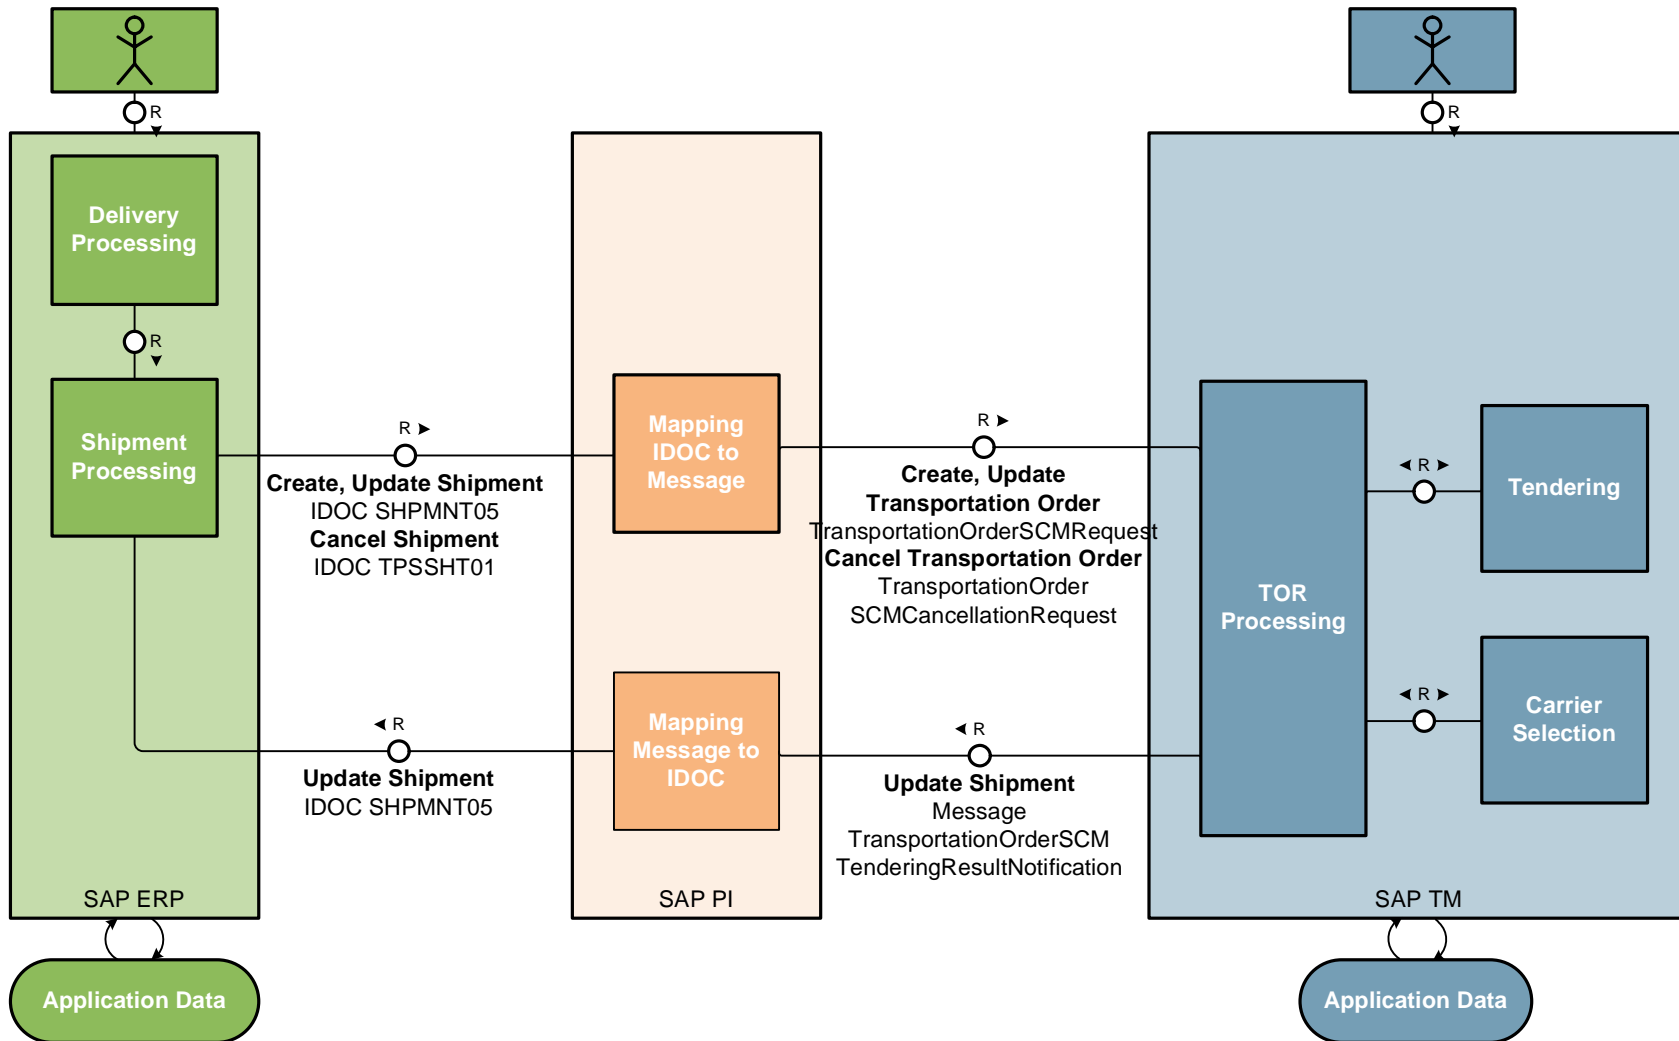 R
R
Delivery
Processing
R
Shipment
Processing
R
Create, Update Shipment
IDOC SHPMNT05
Cancel Shipment
IDOC TPSSHT01
R
Update Shipment
IDOC SHPMNT05
SAP ERP
Application Data
Mapping
IDOC to
Message
Mapping
Message to
IDOC
SAP PI
R
Create, Update
Transportation Order
TransportationOrderSCMRequest
Cancel Transportation Order
TransportationOrder
SCMCancellationRequest
R
Update Shipment
Message
TransportationOrderSCM
TenderingResultNotification
TOR
Processing
R
Tendering
R
Carrier
Selection
SAP TM
Application Data